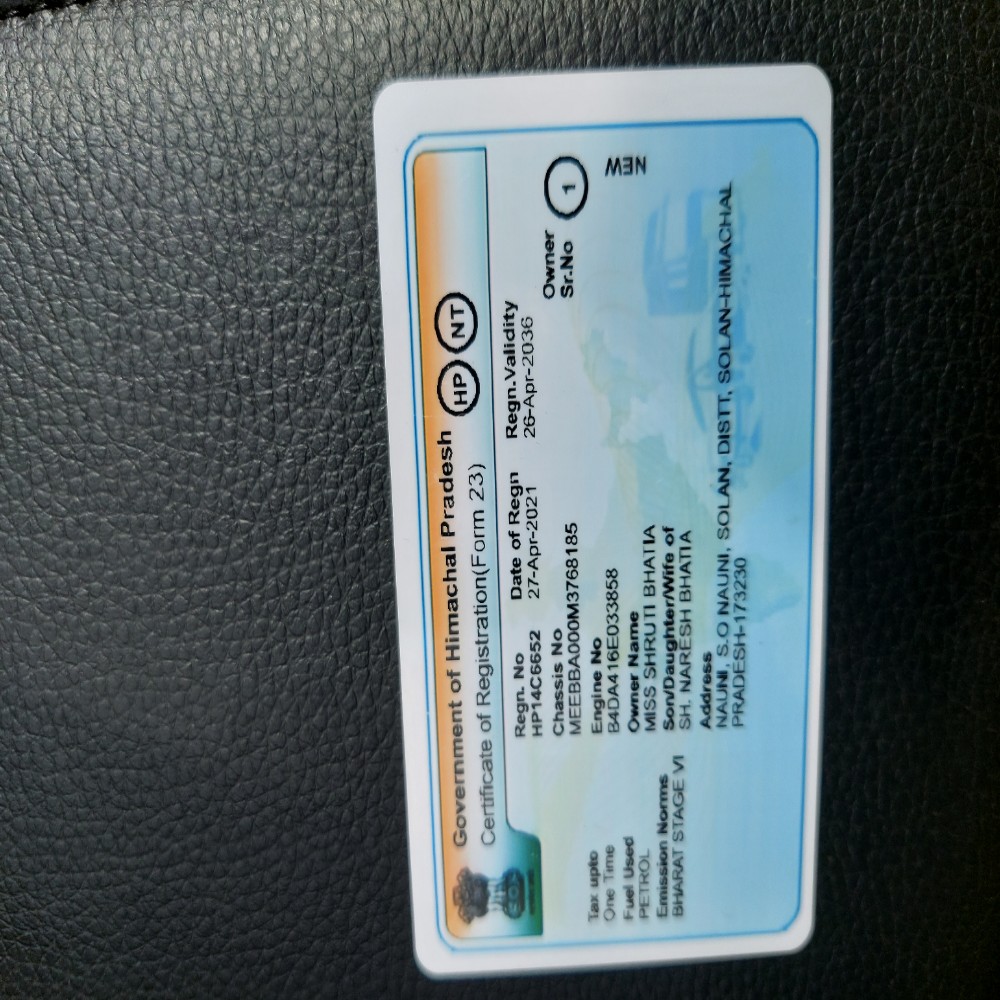 Government of Himachal Pradesh HP NT
Certificate of Registration(Form 23)
Regn. No Date of Regn Regn.Validity
HP14C6652 27-Apr-2021 26-Apr-2036
Chassis No Owner
MEEBBA000M3768185 Sr.No 1
Engine No
B4DA416E033858
Owner Name
MISS SHRUTI BHATIA
Son/Daughter/Wife of
SH. NARESH BHATIA
Address
NAUNI, S.O NAUNI, SOLAN, DISTT, SOLAN-HIMACHAL
PRADESH-173230
Tax upto
One Time
Fuel Used
PETROL
Emission Norms
BHARAT STAGE VI
NEW